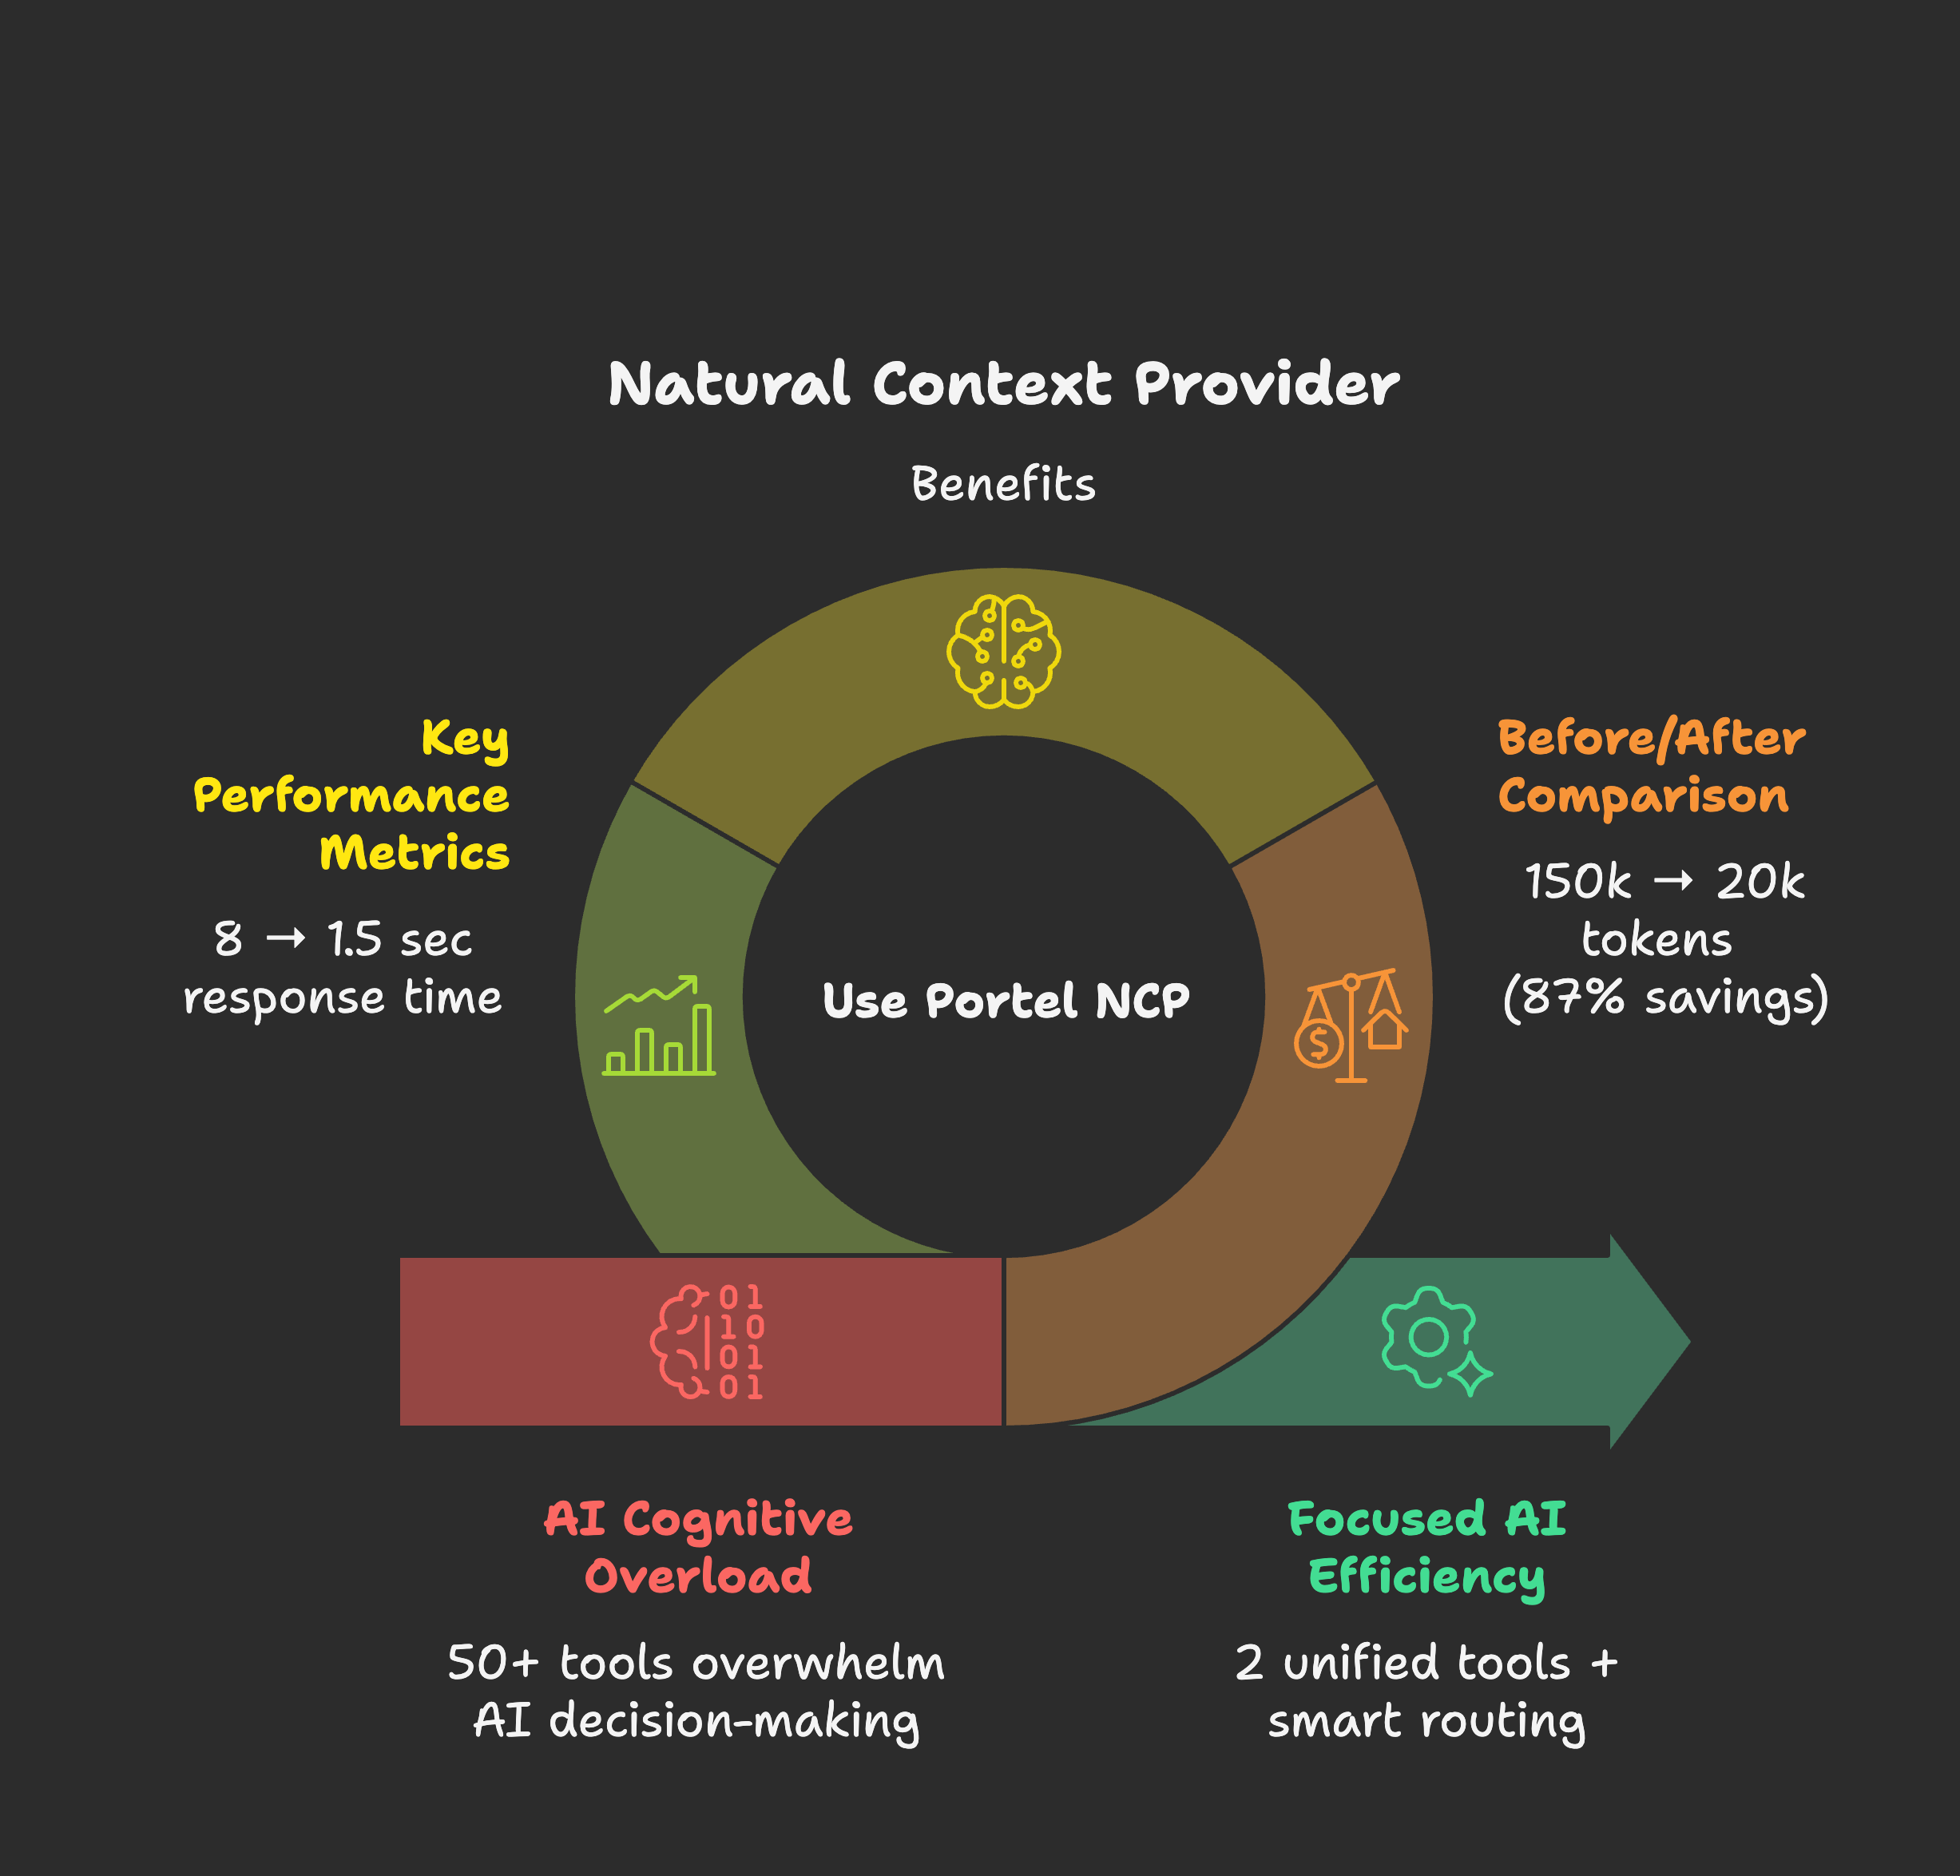 Natural Context Provider
Benefits
Key
Performance
Metrics
8 → 1.5 sec
response time
Before/After
Comparison
150k → 20k
tokens
(87% savings)
Use Portel NCP
$
01
10
01
01
AI Cognitive
Overload
50+ tools overwhelm
AI decision-making
Focused AI
Efficiency
2 unified tools +
smart routing